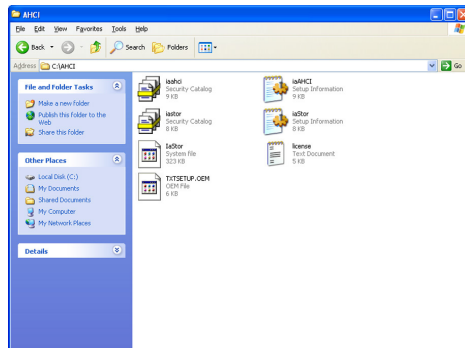 AHCI
File Edit View Favorites Tools Help
Back Search Folders
Address C:\AHCI Go
File and Folder Tasks
Make a new folder
Publish this folder to the
Web
Share this folder
Other Places
Local Disk (C:)
My Documents
Shared Documents
My Computer
My Network Places
Details
iaahci
Security Catalog
9 KB
iaAHCI
Setup Information
9 KB
iastor
Security Catalog
8 KB
iaStor
Setup Information
8 KB
IaStor
System file
323 KB
license
Text Document
5 KB
TXTSETUP.OEM
OEM File
6 KB